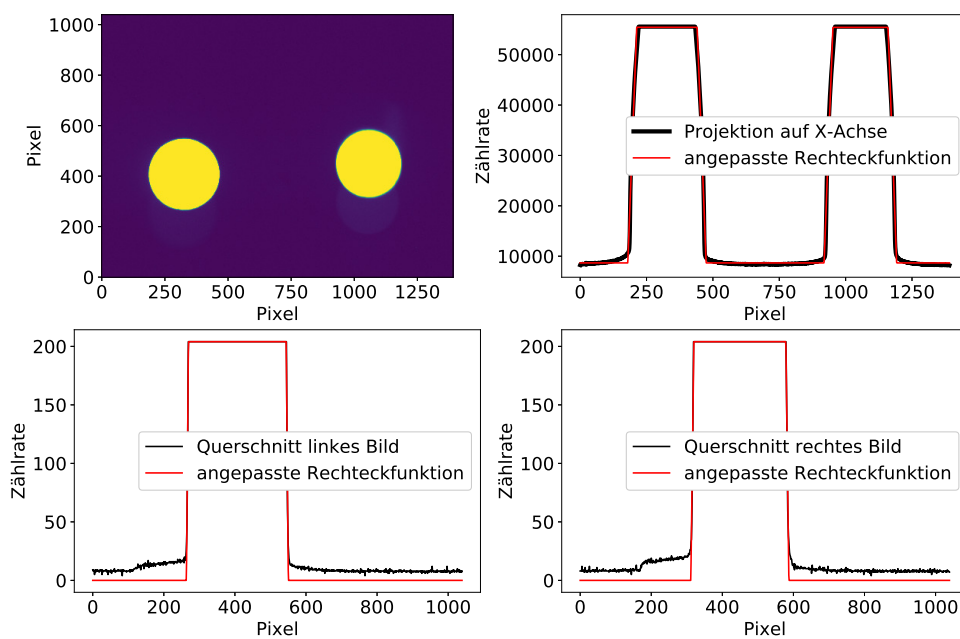 1000
800
600
400
200
0
Pixel
0 250 500 750 1000 1250
Pixel
50000
40000
30000
20000
10000
Zählrate
Projektion auf X-Achse
angepasste Rechteckfunktion
0 250 500 750 1000 1250
Pixel
200
150
100
50
0
Zählrate
Querschnitt linkes Bild
angepasste Rechteckfunktion
0 200 400 600 800 1000
Pixel
200
150
100
50
0
Zählrate
Querschnitt rechtes Bild
angepasste Rechteckfunktion
0 200 400 600 800 1000
Pixel